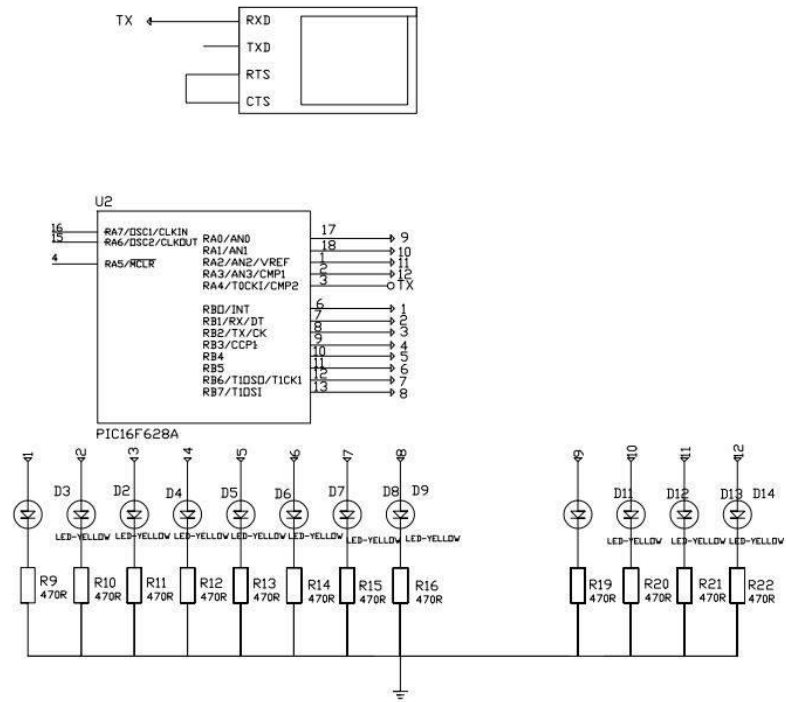 TX RXD
TXD
RTS
CTS
U2
16 RA7/OSC1/CLKIN
15 RA6/OSC2/CLKOUT
4 RA5/MCLR
RA0/AN0 17 9
RA1/AN1 18 10
RA2/AN2/VREF 1 11
RA3/AN3/CMP1 2 12
RA4/T0CKI/CMP2 3 TX
RB0/INT 6 1
RB1/RX/DT 7 2
RB2/TX/CK 8 3
RB3/CCP1 9 4
RB4 10 5
RB5 11 6
RB6/T1OSO/T1CK1 12 7
RB7/T1OSI 13 8
PIC16F628A
1 2 3 4 5 6 7 8 9 10 11 12
D3 D2 D4 D5 D6 D7 D8 D9 D11 D12 D13 D14
LED-YELLOW LED-YELLOW LED-YELLOW LED-YELLOW LED-YELLOW LED-YELLOW LED-YELLOW LED-YELLOW LED-YELLOW LED-YELLOW
R9 R10 R11 R12 R13 R14 R15 R16 R19 R20 R21 R22
470R 470R 470R 470R 470R 470R 470R 470R 470R 470R 470R 470R